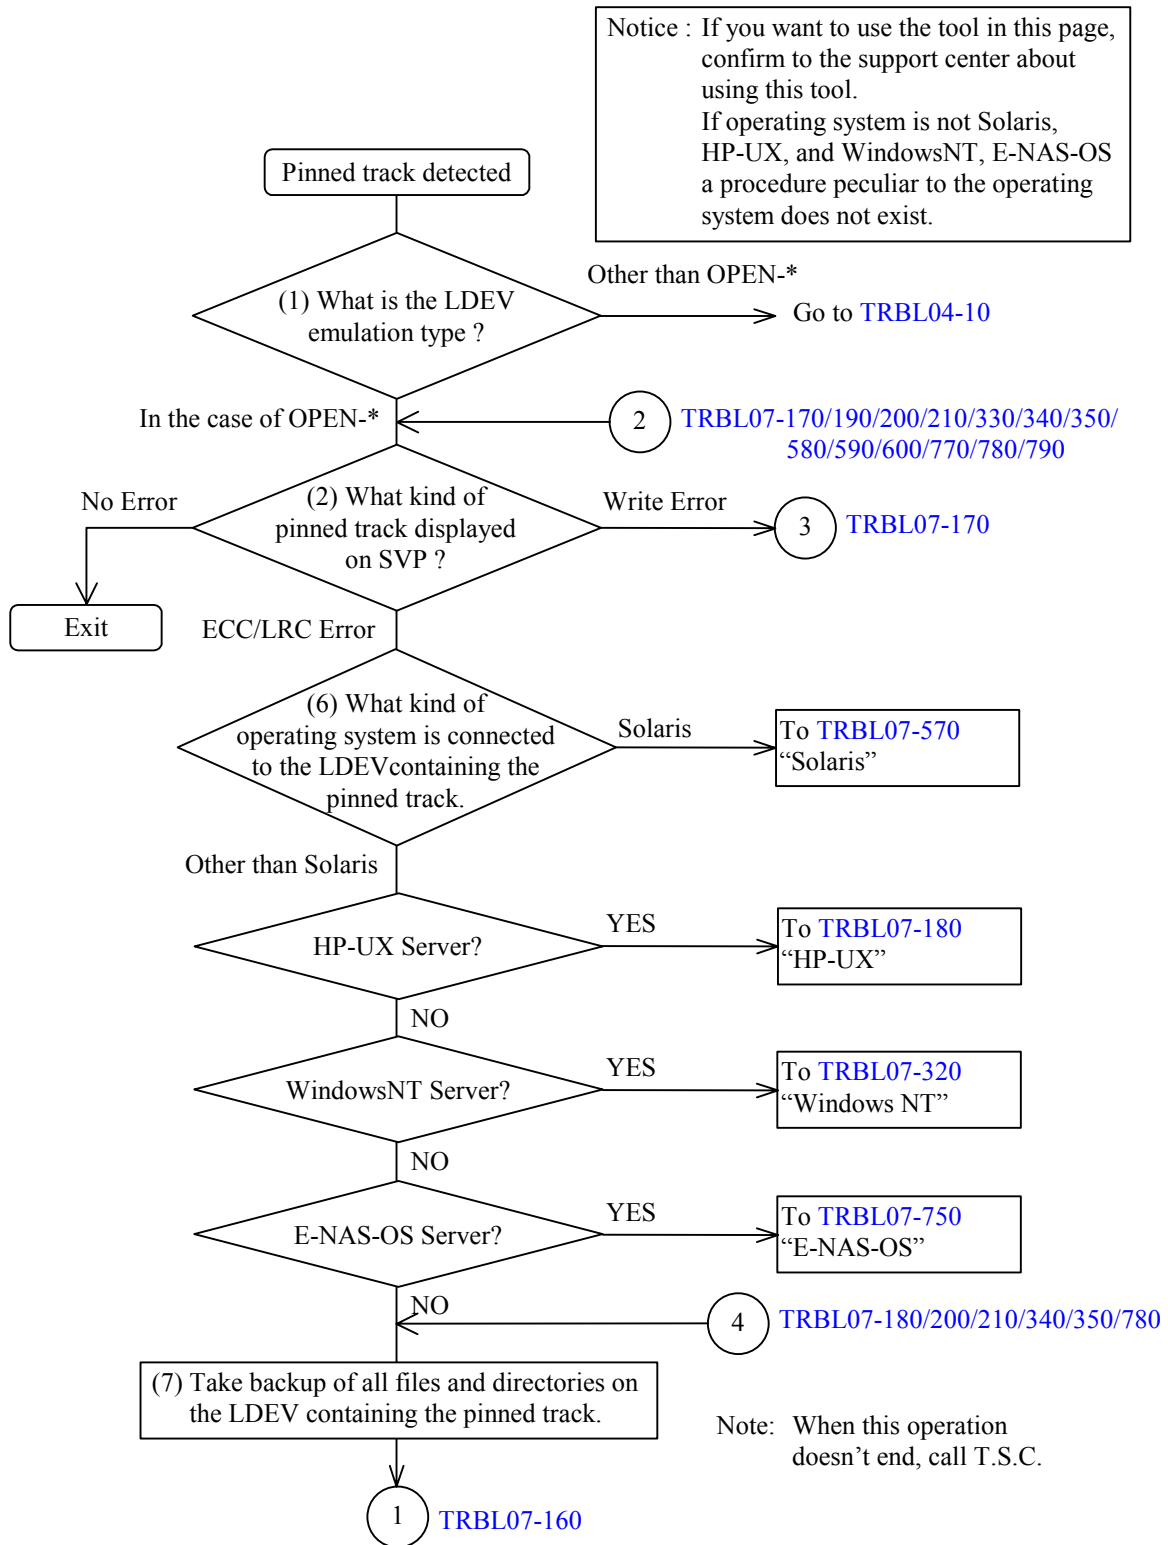 Notice : If you want to use the tool in this page,
confirm to the support center about
using this tool.
If operating system is not Solaris,
HP-UX, and WindowsNT, E-NAS-OS
a procedure peculiar to the operating
system does not exist.
Pinned track detected
(1) What is the LDEV
emulation type ?
Other than OPEN-*
Go to TRBL04-10
In the case of OPEN-*
2
TRBL07-170/190/200/210/330/340/350/
580/590/600/770/780/790
No Error
(2) What kind of
pinned track displayed
on SVP ?
Write Error
3
TRBL07-170
Exit
ECC/LRC Error
(6) What kind of
operating system is connected
to the LDEVcontaining the
pinned track.
Solaris
To TRBL07-570
“Solaris”
Other than Solaris
HP-UX Server?
YES
To TRBL07-180
“HP-UX”
NO
WindowsNT Server?
YES
To TRBL07-320
“Windows NT”
NO
E-NAS-OS Server?
YES
To TRBL07-750
“E-NAS-OS”
NO
4
TRBL07-180/200/210/340/350/780
(7) Take backup of all files and directories on
the LDEV containing the pinned track.
Note: When this operation
doesn’t end, call T.S.C.
1
TRBL07-160